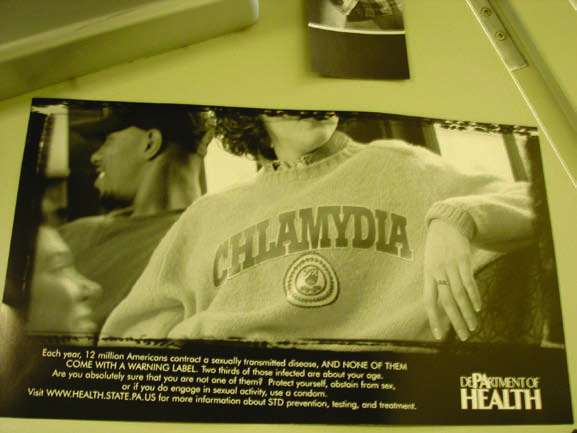 CHLAMYDIA
Each year, 12 million Americans contract a sexually transmitted disease, AND NONE OF THEM
COME WITH A WARNING LABEL. Two thirds of those infected are about your age.
Are you absolutely sure that you are not one of them? Protect yourself, abstain from sex,
or if you do engage in sexual activity, use a condom.
Visit WWW.HEALTH.STATE.PA.US for more information about STD prevention, testing, and treatment.
DEPARTMENT OF
HEALTH